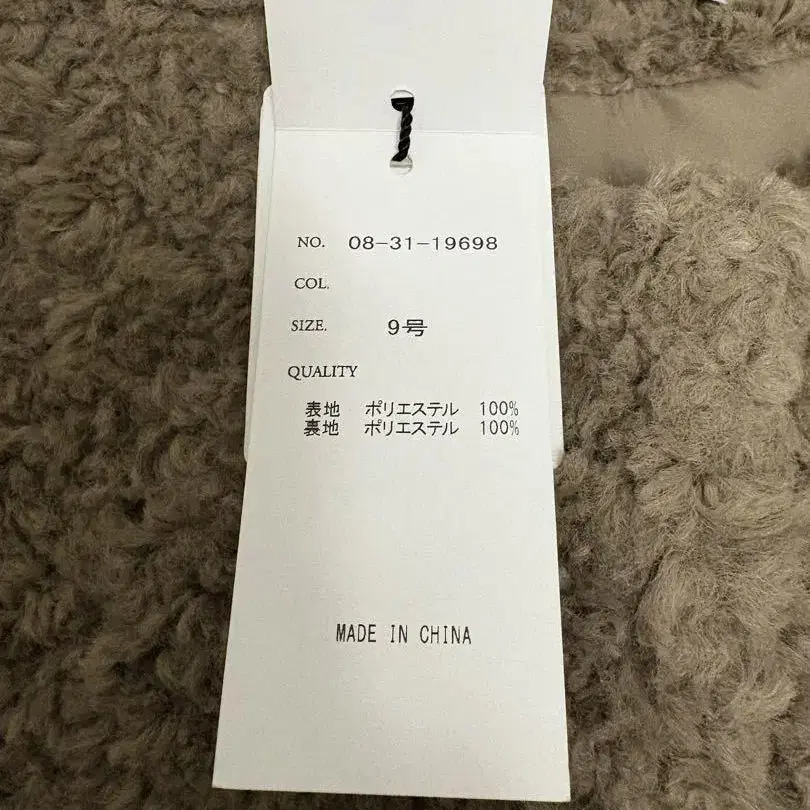 NO. 08-31-19698
COL.
SIZE. 9号
QUALITY
表地 ポリエステル 100%
裏地 ポリエステル 100%
MADE IN CHINA